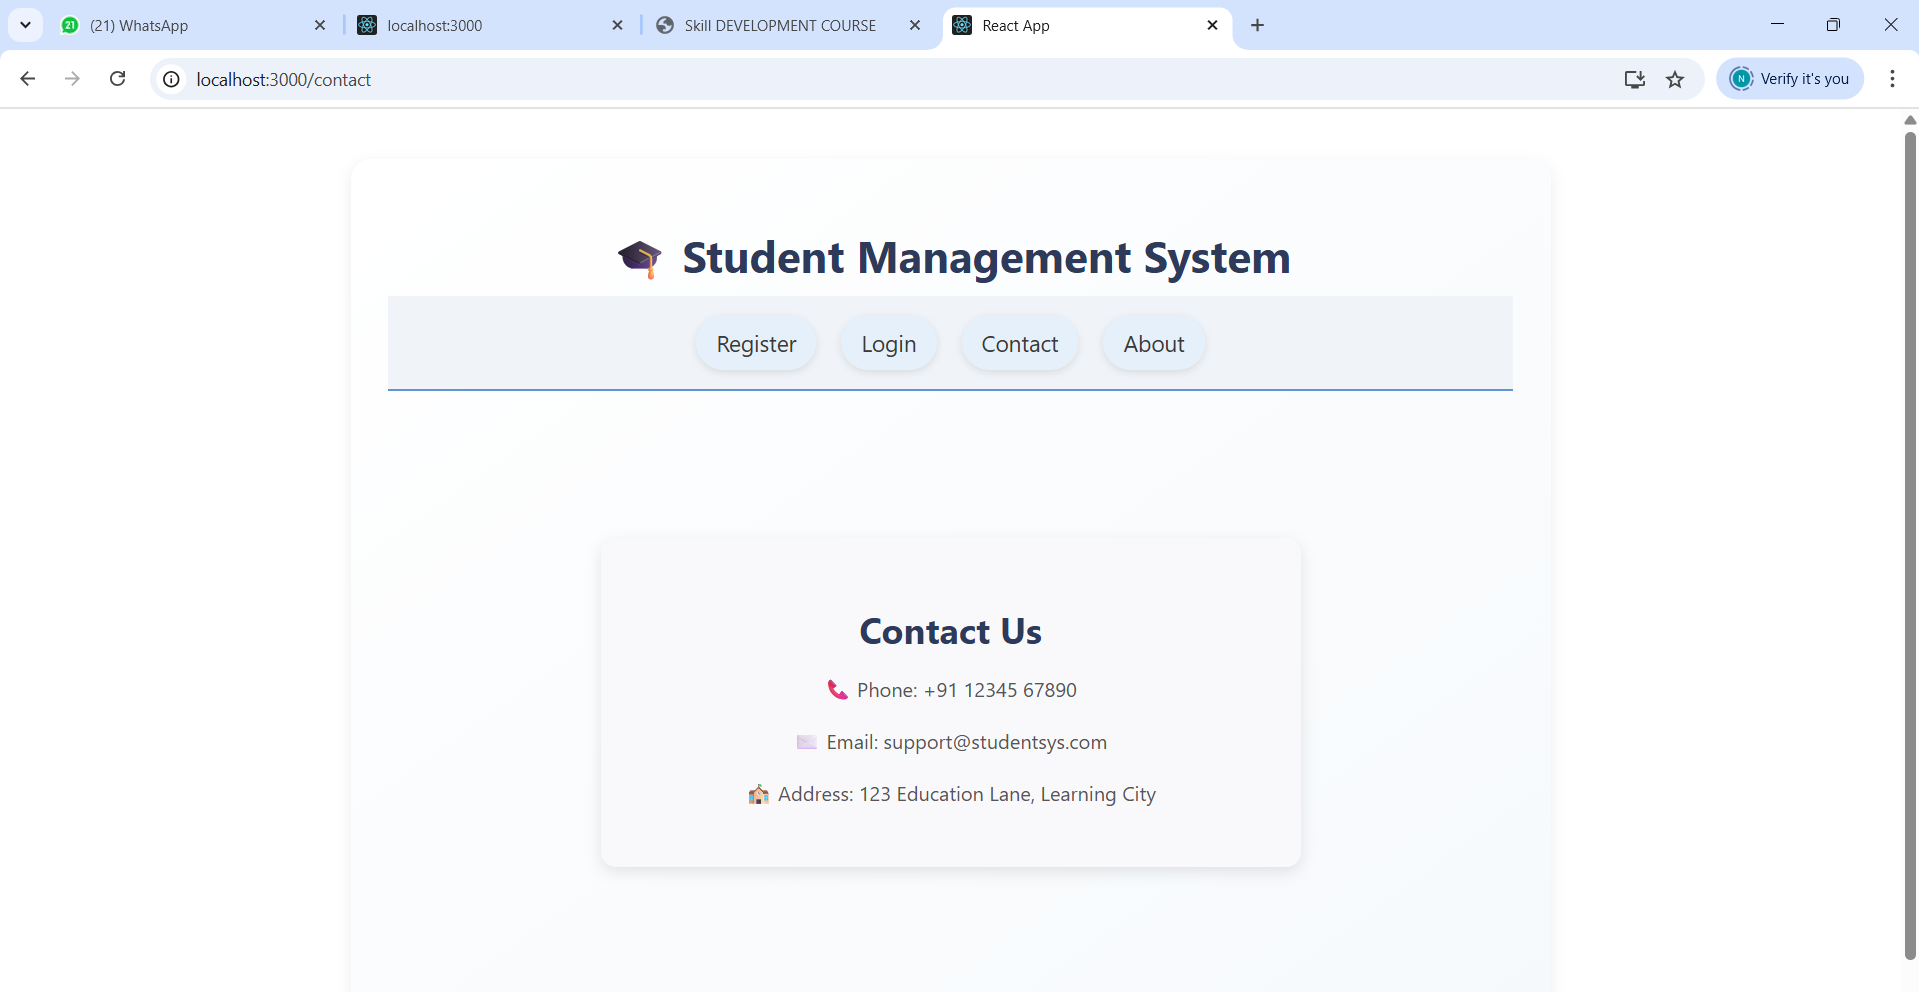 (21) WhatsApp
localhost:3000
Skill DEVELOPMENT COURSE
React App
localhost:3000/contact
N
Verify it's you
Student Management System
Register
Login
Contact
About
Contact Us
Phone: +91 12345 67890
Email: support@studentsys.com
Address: 123 Education Lane, Learning City